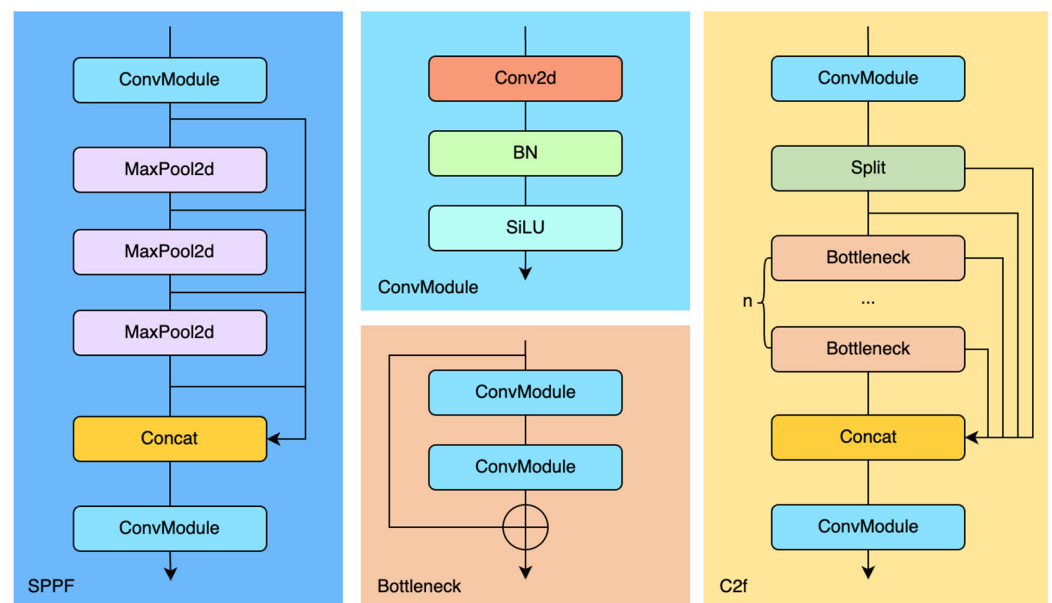 ConvModule
MaxPool2d
MaxPool2d
MaxPool2d
Concat
ConvModule
SPPF
Conv2d
BN
SiLU
ConvModule
ConvModule
ConvModule
Bottleneck
ConvModule
Split
Bottleneck
n
...
Bottleneck
Concat
ConvModule
C2f